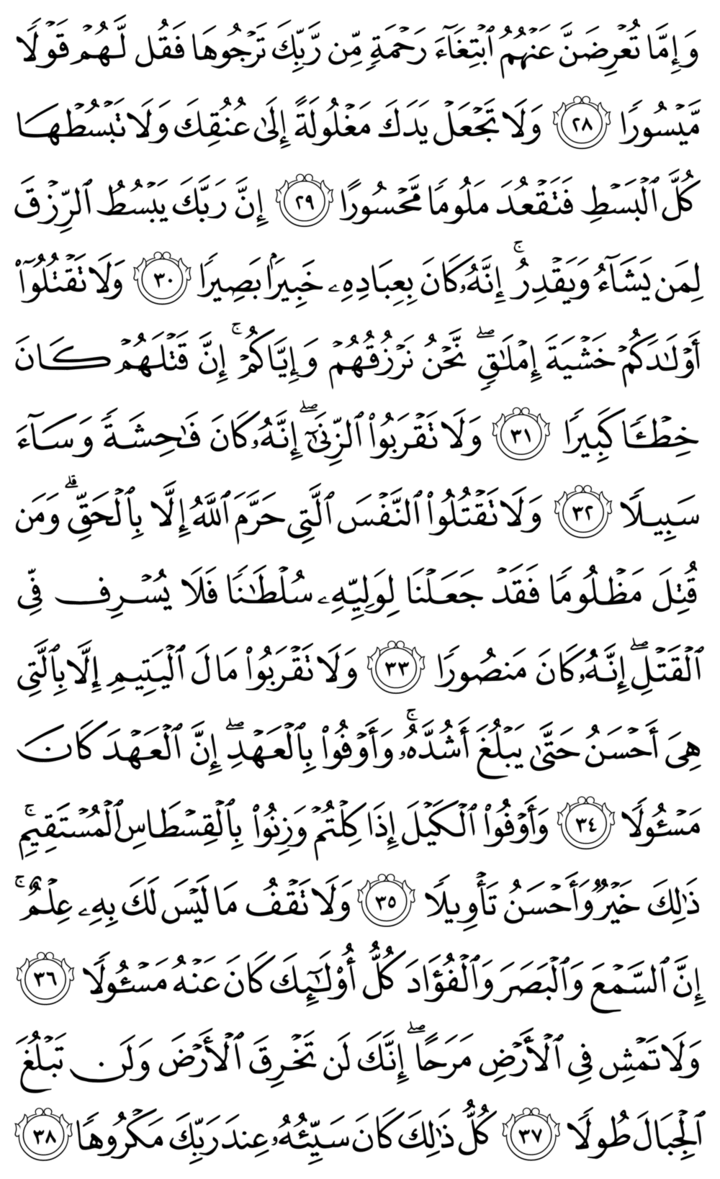 وَإِمَّا تُعْرِضَنَّ عَنْهُمُ ٱبْتِغَآءَ رَحْمَةٍ مِّن رَّبِّكَ تَرْجُوهَا فَقُل لَّهُمْ قَوْلًا
مَّيْسُورًا ٢٨ وَلَا تَجْعَلْ يَدَكَ مَغْلُولَةً إِلَىٰ عُنُقِكَ وَلَا تَبْسُطْهَا
كُلَّ ٱلْبَسْطِ فَتَقْعُدَ مَلُومًا مَّحْسُورًا ٢٩ إِنَّ رَبَّكَ يَبْسُطُ ٱلرِّزْقَ
لِمَن يَشَآءُ وَيَقْدِرُ ۚ إِنَّهُۥ كَانَ بِعِبَادِهِۦ خَبِيرًۢا بَصِيرًا ٣٠ وَلَا تَقْتُلُوٓا۟
أَوْلَـٰدَكُمْ خَشْيَةَ إِمْلَـٰقٍ ۖ نَّحْنُ نَرْزُقُهُمْ وَإِيَّاكُمْ ۚ إِنَّ قَتْلَهُمْ كَانَ
خِطْـًٔا كَبِيرًا ٣١ وَلَا تَقْرَبُوا۟ ٱلزِّنَىٰٓ ۖ إِنَّهُۥ كَانَ فَـٰحِشَةً وَسَآءَ
سَبِيلًا ٣٢ وَلَا تَقْتُلُوا۟ ٱلنَّفْسَ ٱلَّتِى حَرَّمَ ٱللَّهُ إِلَّا بِٱلْحَقِّ ۗ وَمَن
قُتِلَ مَظْلُومًا فَقَدْ جَعَلْنَا لِوَلِيِّهِۦ سُلْطَـٰنًا فَلَا يُسْرِف فِّى
ٱلْقَتْلِ ۖ إِنَّهُۥ كَانَ مَنصُورًا ٣٣ وَلَا تَقْرَبُوا۟ مَالَ ٱلْيَتِيمِ إِلَّا بِٱلَّتِى
هِىَ أَحْسَنُ حَتَّىٰ يَبْلُغَ أَشُدَّهُۥ ۚ وَأَوْفُوا۟ بِٱلْعَهْدِ ۖ إِنَّ ٱلْعَهْدَ كَانَ
مَسْـُٔولًا ٣٤ وَأَوْفُوا۟ ٱلْكَيْلَ إِذَا كِلْتُمْ وَزِنُوا۟ بِٱلْقِسْطَاسِ ٱلْمُسْتَقِيمِ ۚ
ذَٰلِكَ خَيْرٌ وَأَحْسَنُ تَأْوِيلًا ٣٥ وَلَا تَقْفُ مَا لَيْسَ لَكَ بِهِۦ عِلْمٌ ۚ
إِنَّ ٱلسَّمْعَ وَٱلْبَصَرَ وَٱلْفُؤَادَ كُلُّ أُو۟لَـٰٓئِكَ كَانَ عَنْهُ مَسْـُٔولًا ٣٦
وَلَا تَمْشِ فِى ٱلْأَرْضِ مَرَحًا ۖ إِنَّكَ لَن تَخْرِقَ ٱلْأَرْضَ وَلَن تَبْلُغَ
ٱلْجِبَالَ طُولًا ٣٧ كُلُّ ذَٰلِكَ كَانَ سَيِّئُهُۥ عِندَ رَبِّكَ مَكْرُوهًا ٣٨